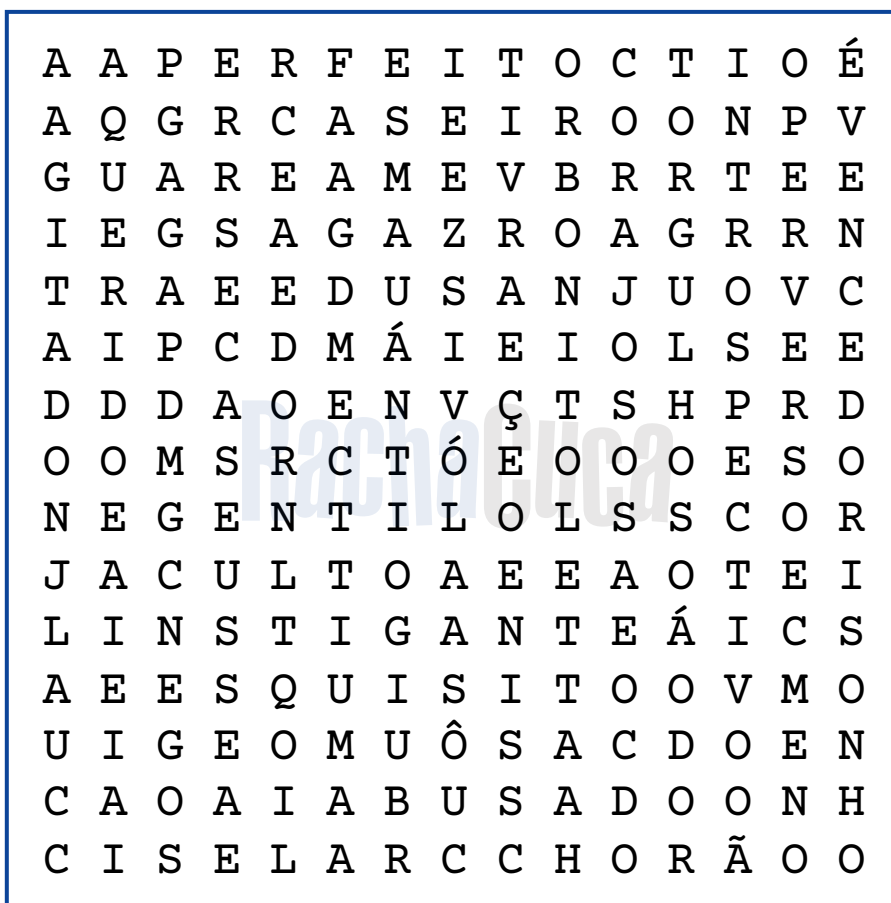 A A P E R F E I T O C T I O É
A Q G R C A S E I R O O N P V
G U A R E A M E V B R R T E E
I E G S A G A Z R O A G R R N
T R A E E D U S A N J U O V C
A I P C D M Á I E I O L S E E
D D D A O E N V Ç T S H P R D
O O M S R C T Ó E O O O E S O
N E G E N T I L O L S S C O R
J A C U L T O A E E A O T E I
L I N S T I G A N T E Á I C S
A E E S Q U I S I T O O V M O
U I G E O M U Ô S A C D O E N
C A O A I A B U S A D O O N H
C I S E L A R C C H O R Ã O O
RachaCuca